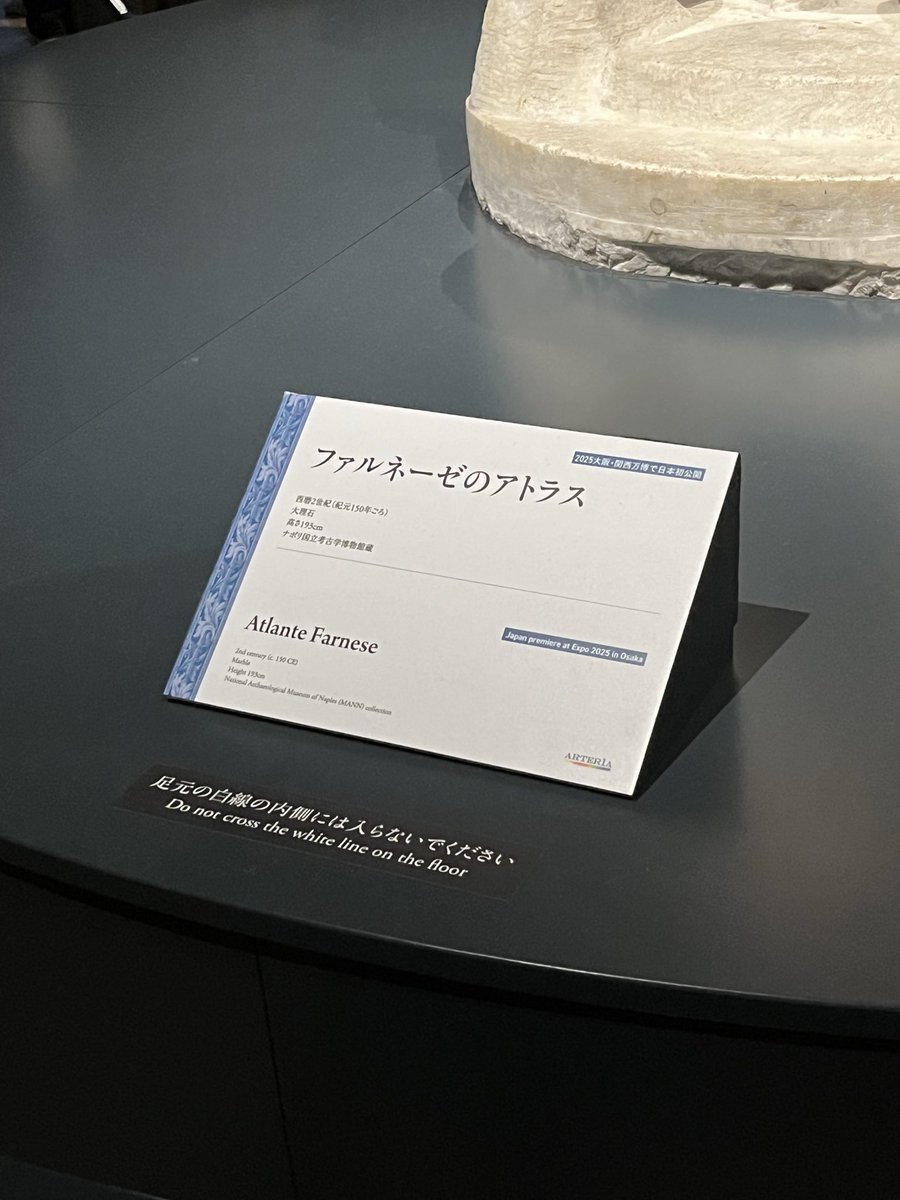 2025大阪・関西万博で日本初公開
ファルネーゼのアトラス
西暦2世紀(紀元150年ごろ)
大理石
高さ193cm
ナポリ国立考古学博物館蔵
Atlante Farnese
Japan premiere at Expo 2025 in Osaka
2nd century (c. 150 CE)
Marble
Height 193cm
National Archaeological Museum of Naples (MANN) collection
ARTERIA
足元の白線の内側には入らないでください
Do not cross the white line on the floor